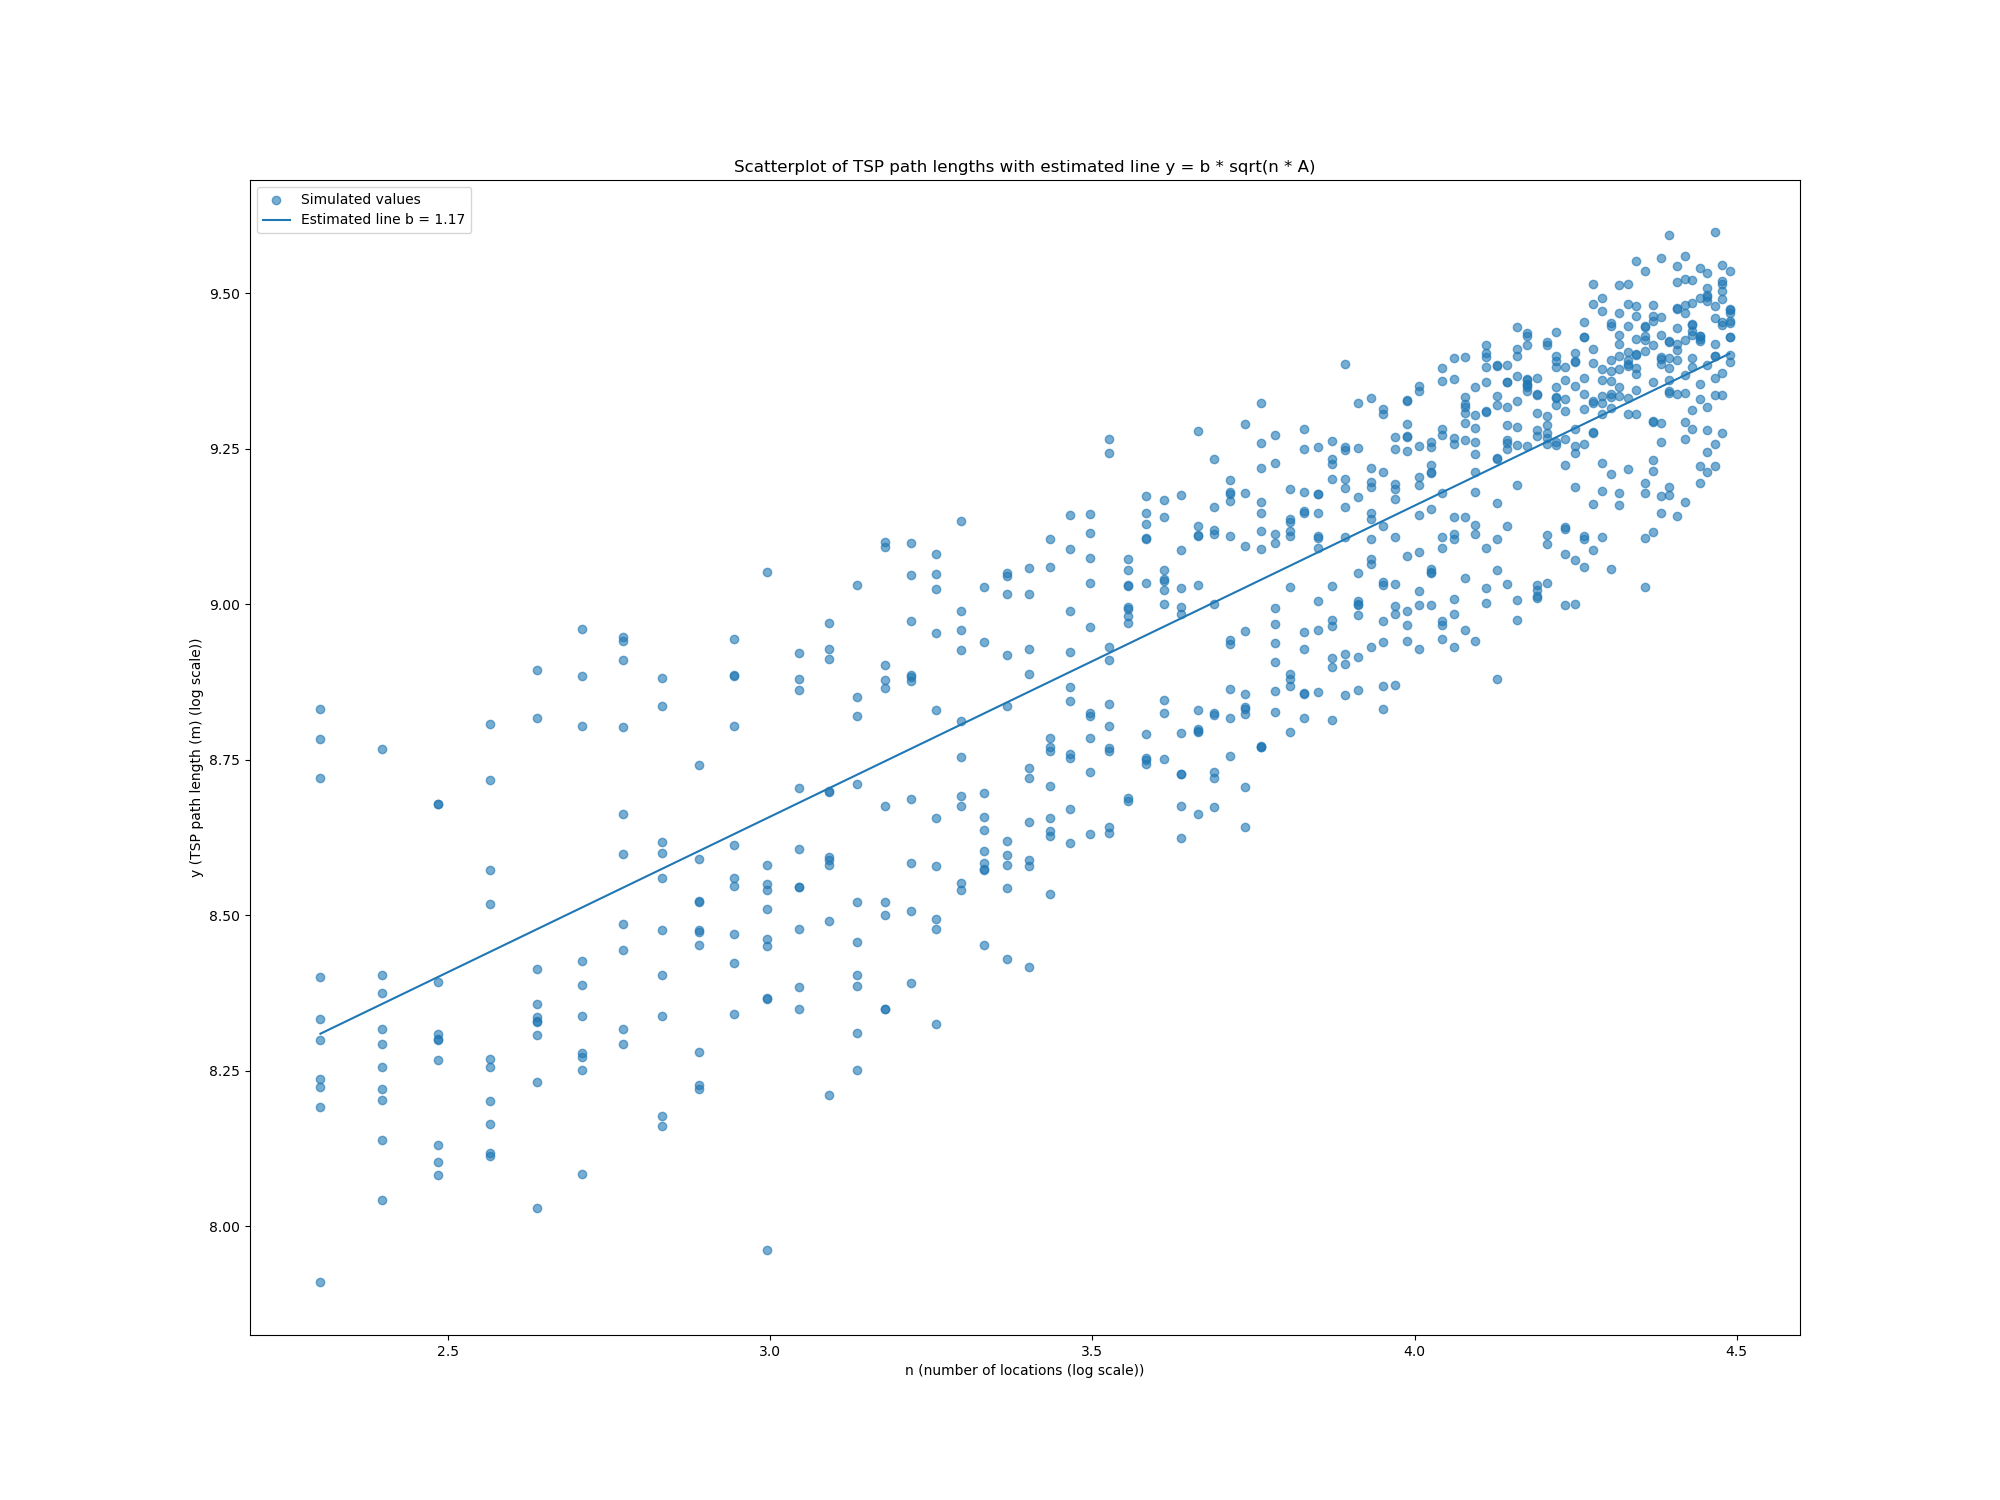 Scatterplot of TSP path lengths with estimated line y = b * sqrt(n * A)
Simulated values
Estimated line b = 1.17
y (TSP path length (m) (log scale))
9.50
9.25
9.00
8.75
8.50
8.25
8.00
2.5 3.0 3.5 4.0 4.5
n (number of locations (log scale))